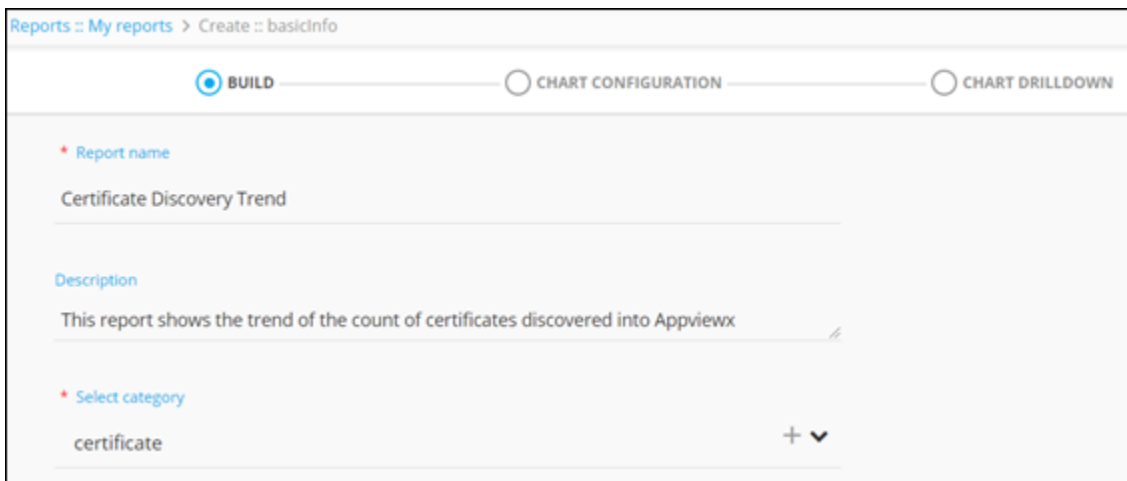 Reports :: My reports > Create :: basicInfo
BUILD CHART CONFIGURATION CHART DRILLDOWN
* Report name
Certificate Discovery Trend
Description
This report shows the trend of the count of certificates discovered into Appviewx
* Select category
certificate